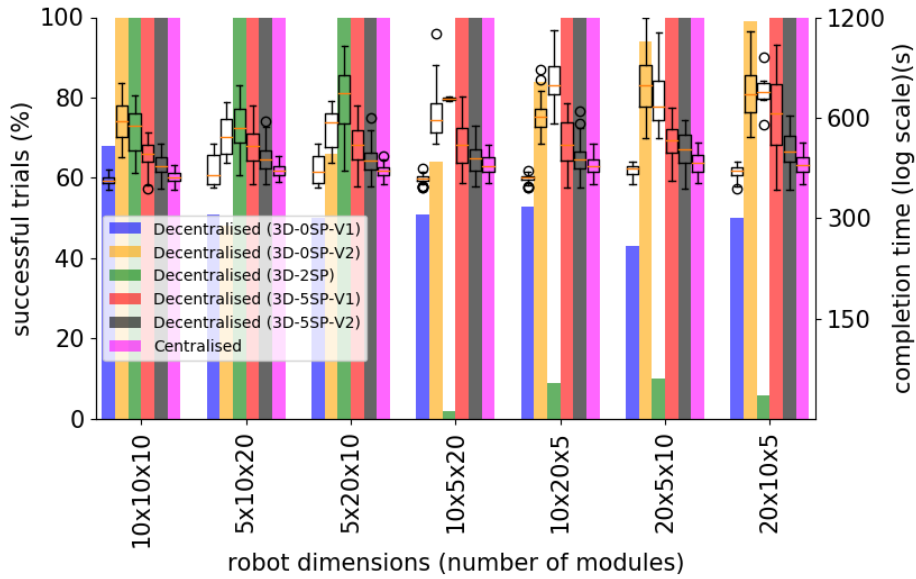 100
80
60
40
20
0
successful trials (%)
1200
600
300
150
completion time (log scale)(s)
Decentralised (3D-0SP-V1)
Decentralised (3D-0SP-V2)
Decentralised (3D-2SP)
Decentralised (3D-5SP-V1)
Decentralised (3D-5SP-V2)
Centralised
10x10x10
5x10x20
5x20x10
10x5x20
10x20x5
20x5x10
20x10x5
robot dimensions (number of modules)